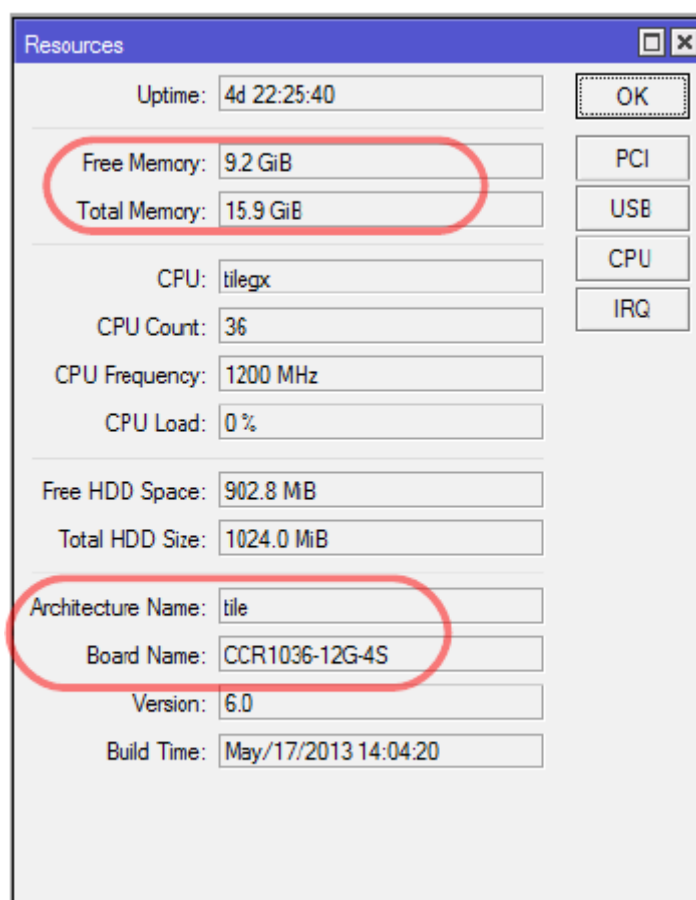 Resources
Uptime: 4d 22:25:40
OK
Free Memory: 9.2 GiB
PCI
Total Memory: 15.9 GiB
USB
CPU: tilegx
CPU
CPU Count: 36
IRQ
CPU Frequency: 1200 MHz
CPU Load: 0 %
Free HDD Space: 902.8 MiB
Total HDD Size: 1024.0 MiB
Architecture Name: tile
Board Name: CCR1036-12G-4S
Version: 6.0
Build Time: May/17/2013 14:04:20